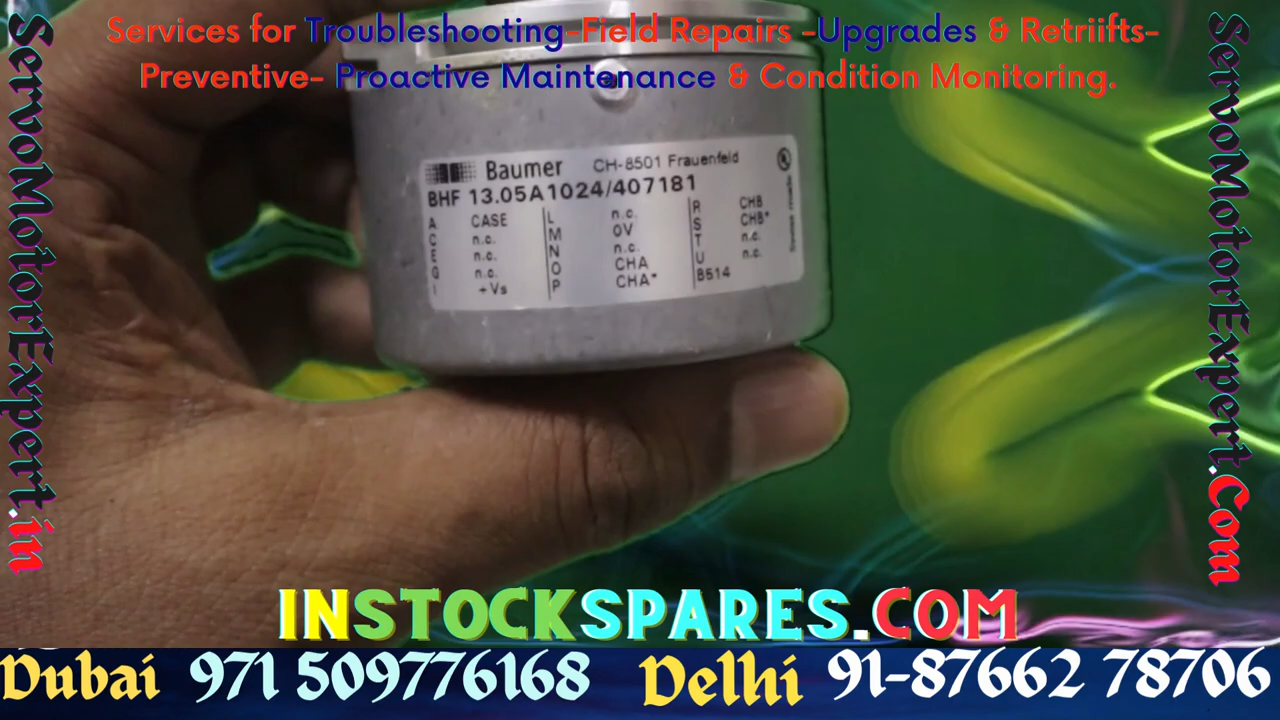 Services for Troubleshooting-Field Repairs -Upgrades & Retriifts-
Preventive- Proactive Maintenance & Condition Monitoring.
ServoMotorExpert.in
ServoMotorExpert.Com
Baumer CH-8501 Frauenfeld
BHF 13.05A1024/407181
A CASE L n.c. R CHB
C n.c. M 0V S CHB*
E n.c. N n.c. T n.c.
G n.c. O CHA U n.c.
I +Vs P CHA* B514
Swiss made
INSTOCKSPARES.COM
Dubai 971 509776168 Delhi 91-87662 78706